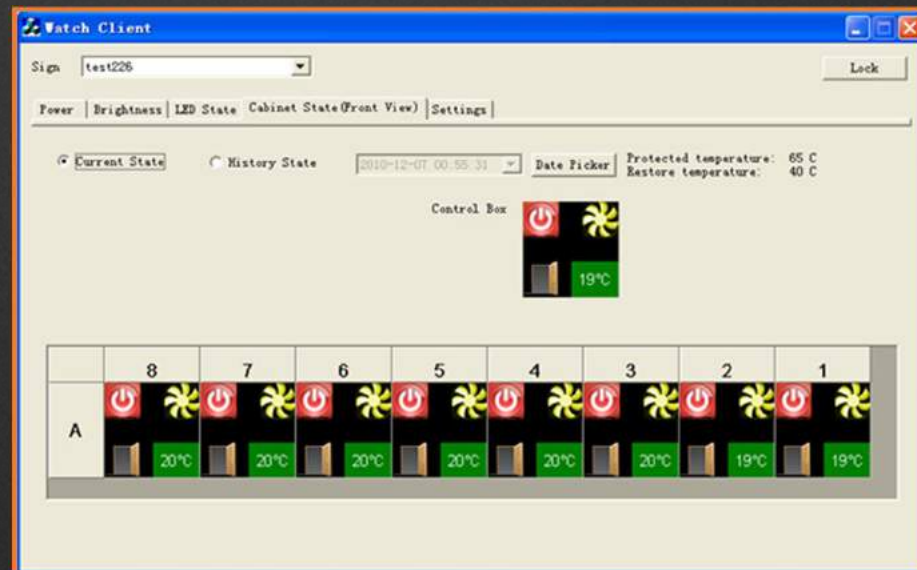 Watch Client
Sign test226 Lock
Power Brightness LED State Cabinet State(Front View) Settings
Current State History State 2010-12-07 00:55:31 Date Picker Protected temperature: 65 C
Restore temperature: 40 C
Control Box
19°C
8 7 6 5 4 3 2 1
A
20°C 20°C 20°C 20°C 20°C 20°C 19°C 19°C